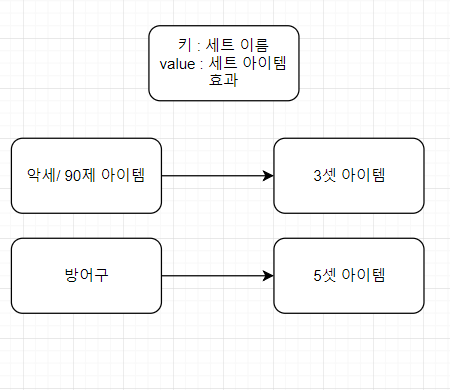 키 : 세트 이름
value : 세트 아이템
효과
악세/ 90제 아이템
3셋 아이템
방어구
5셋 아이템